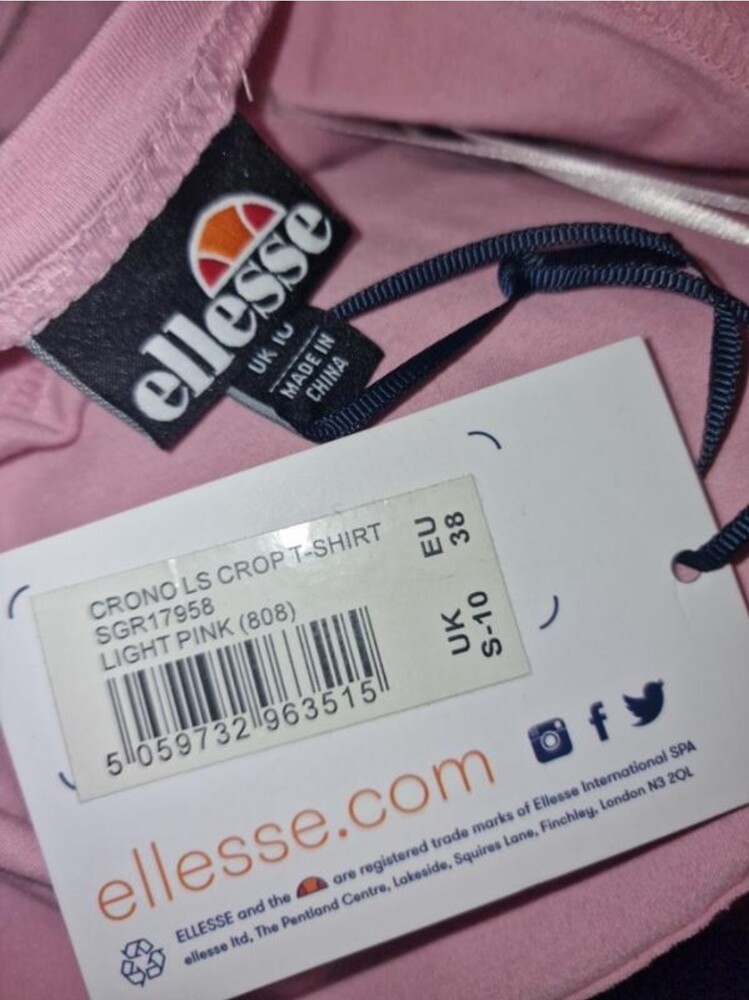 ellesse
UK 10
MADE IN
CHINA
CRONO LS CROP T-SHIRT
SGR17958
LIGHT PINK (808)
EU
38
UK
S-10
5 059732 963515
ellesse.com
ELLESSE and the are registered trade marks of Ellesse International SPA
ellesse ltd, The Pentland Centre, Lakeside, Squires Lane, Finchley, London N3 2QL